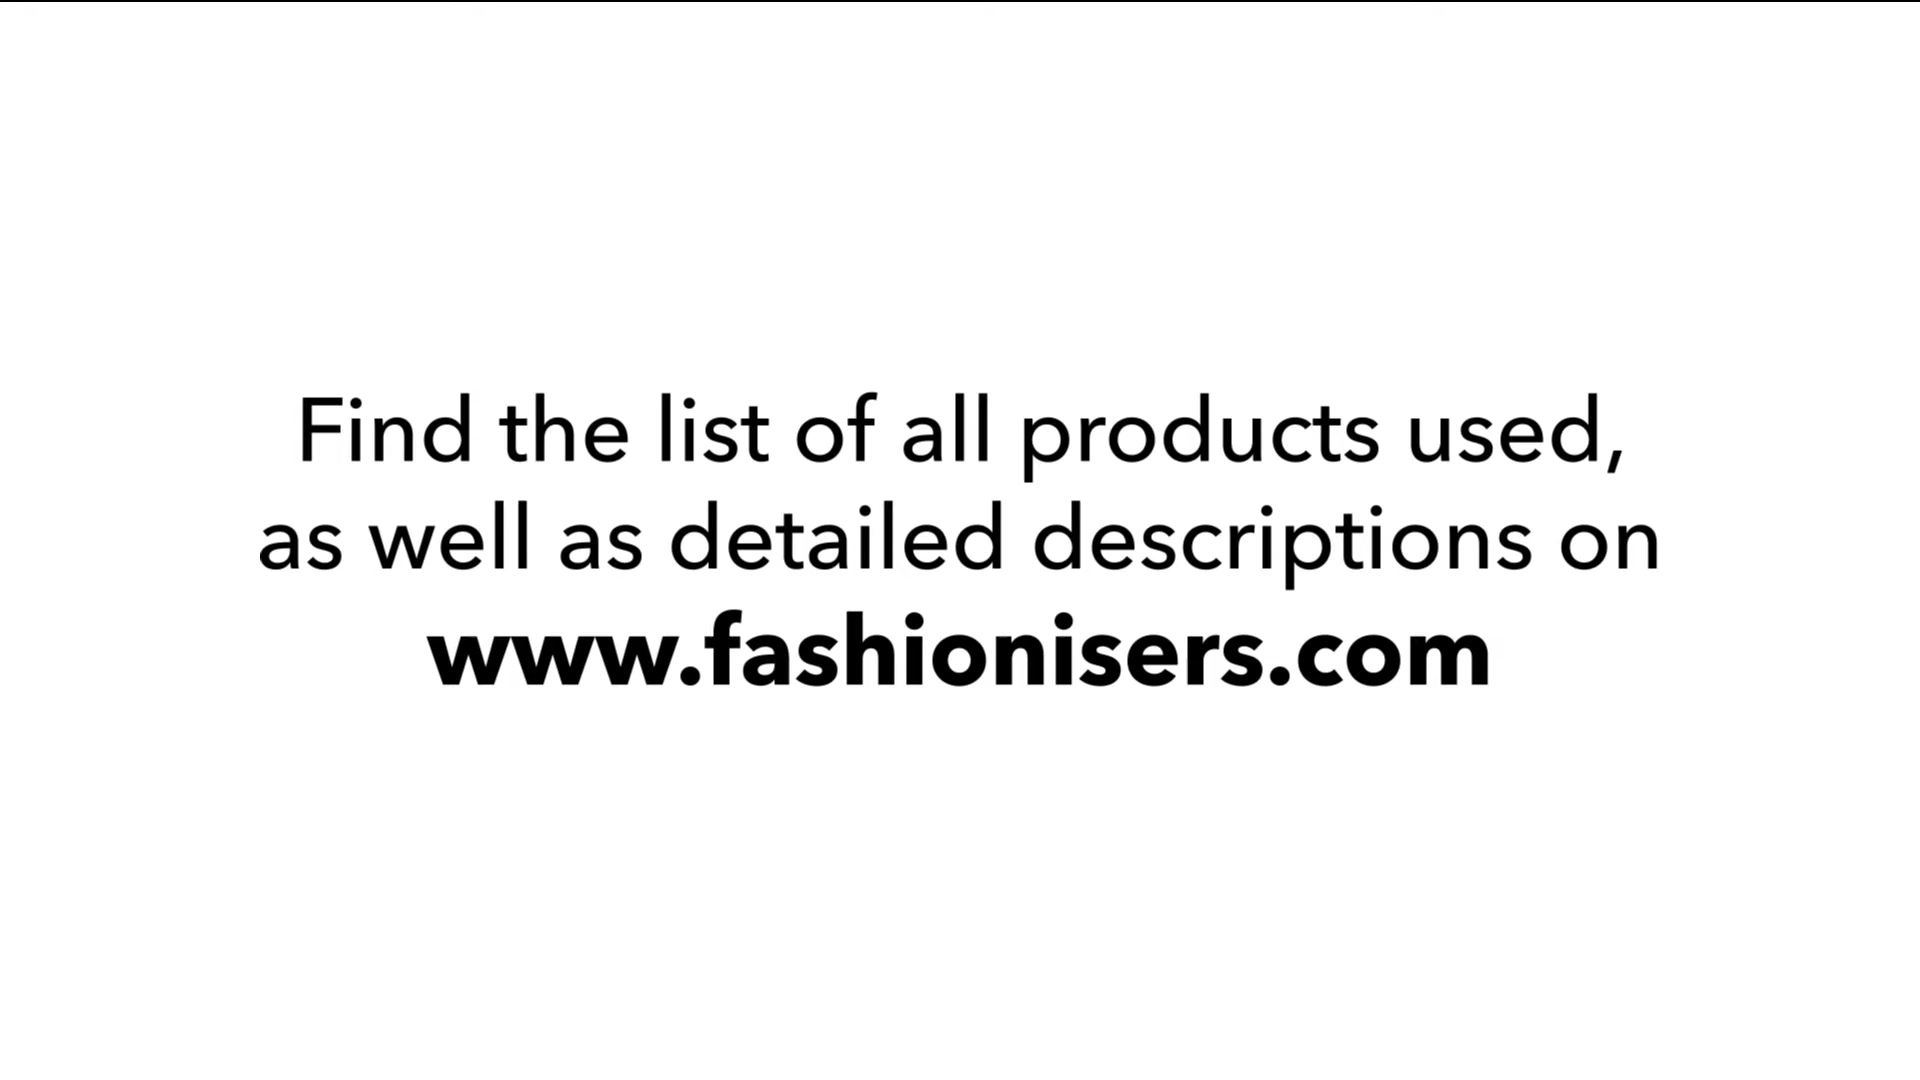 Find the list of all products used,
as well as detailed descriptions on
www.fashionisers.com